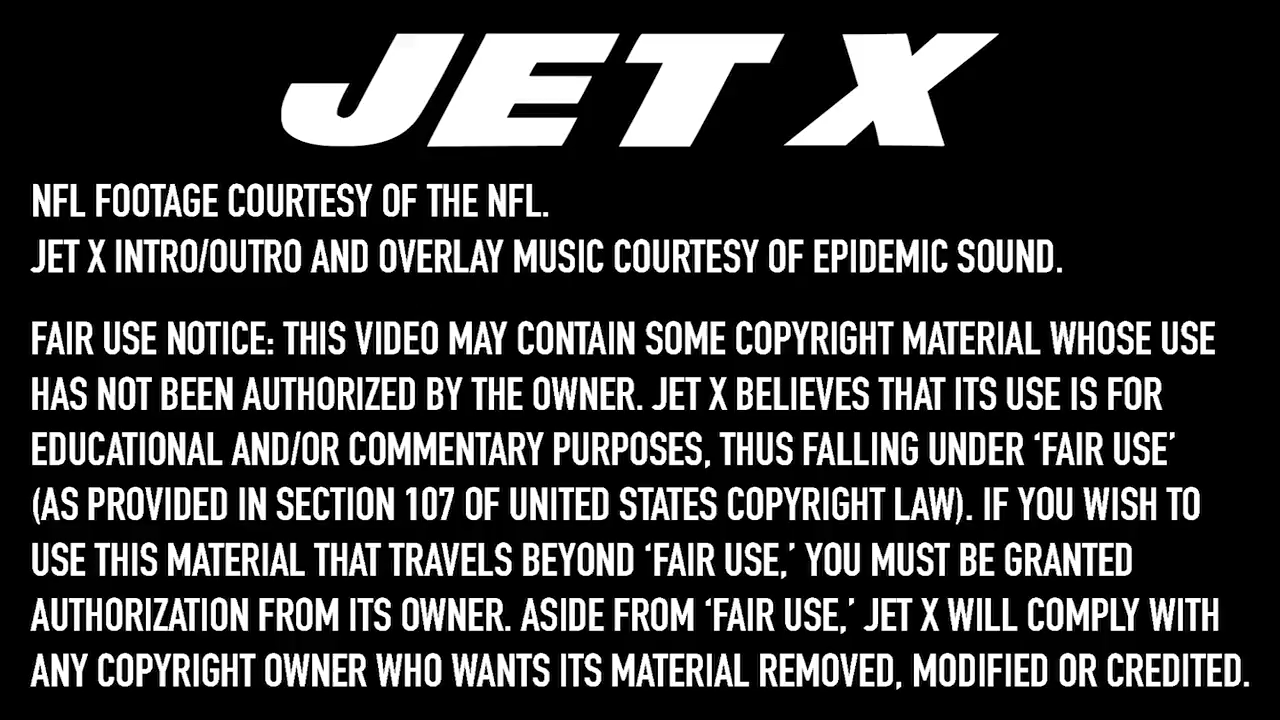 JET X
NFL FOOTAGE COURTESY OF THE NFL.
JET X INTRO/OUTRO AND OVERLAY MUSIC COURTESY OF EPIDEMIC SOUND.
FAIR USE NOTICE: THIS VIDEO MAY CONTAIN SOME COPYRIGHT MATERIAL WHOSE USE
HAS NOT BEEN AUTHORIZED BY THE OWNER. JET X BELIEVES THAT ITS USE IS FOR
EDUCATIONAL AND/OR COMMENTARY PURPOSES, THUS FALLING UNDER ‘FAIR USE’
(AS PROVIDED IN SECTION 107 OF UNITED STATES COPYRIGHT LAW). IF YOU WISH TO
USE THIS MATERIAL THAT TRAVELS BEYOND ‘FAIR USE,’ YOU MUST BE GRANTED
AUTHORIZATION FROM ITS OWNER. ASIDE FROM ‘FAIR USE,’ JET X WILL COMPLY WITH
ANY COPYRIGHT OWNER WHO WANTS ITS MATERIAL REMOVED, MODIFIED OR CREDITED.